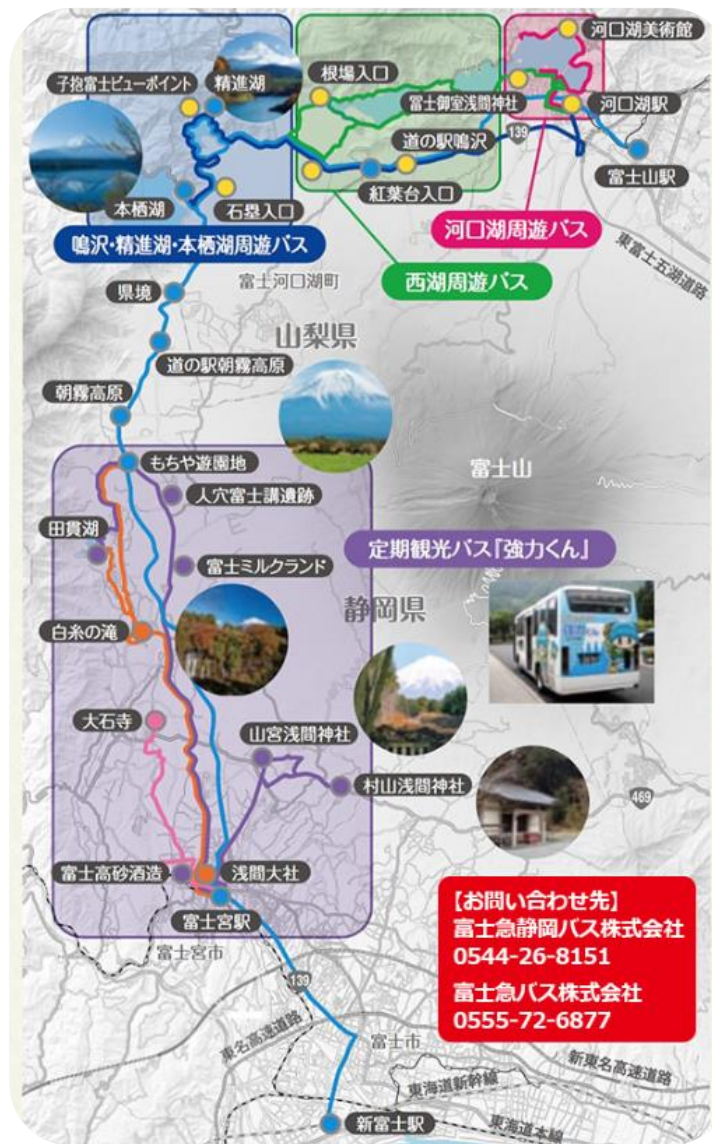 河口湖美術館
子抱富士ビューポイント
精進湖
根場入口
富士御室浅間神社
河口湖駅
道の駅鳴沢
139
富士山駅
本栖湖
石塁入口
紅葉台入口
鳴沢・精進湖・本栖湖周遊バス
河口湖周遊バス
西湖周遊バス
東富士五湖道路
県境
富士河口湖町
山梨県
道の駅朝霧高原
朝霧高原
もちや遊園地
富士山
人穴富士講遺跡
田貫湖
定期観光バス『強力くん』
富士ミルクランド
静岡県
白糸の滝
大石寺
山宮浅間神社
村山浅間神社
469
富士高砂酒造
浅間大社
富士宮駅
富士宮市
【お問い合わせ先】
富士急静岡バス株式会社
0544-26-8151
富士急バス株式会社
0555-72-6877
139
東名高速道路
富士市
新東名高速道路
東海道新幹線
新富士駅
東海道本線